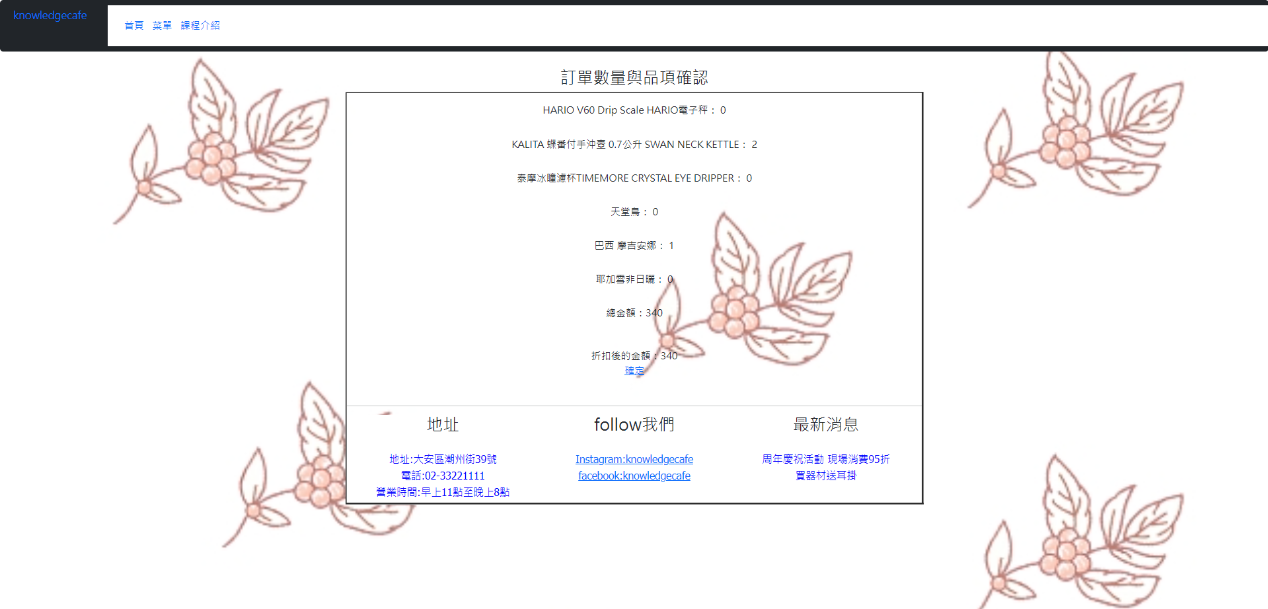 knowledgecafe
首頁 菜單 課程介紹
訂單數量與品項確認
HARIO V60 Drip Scale HARIO電子秤： 0
KALITA 蝶番付手沖壺 0.7公升 SWAN NECK KETTLE： 2
泰摩冰瞳濾杯TIMEMORE CRYSTAL EYE DRIPPER： 0
天堂鳥： 0
巴西 摩吉安娜： 1
耶加雪菲日曬： 0
總金額：340
折扣後的金額：340
確定
地址
地址:大安區潮州街39號
電話:02-33221111
營業時間:早上11點至晚上8點
follow我們
Instagram:knowledgecafe
facebook:knowledgecafe
最新消息
周年慶祝活動 現場消費95折
買器材送耳掛